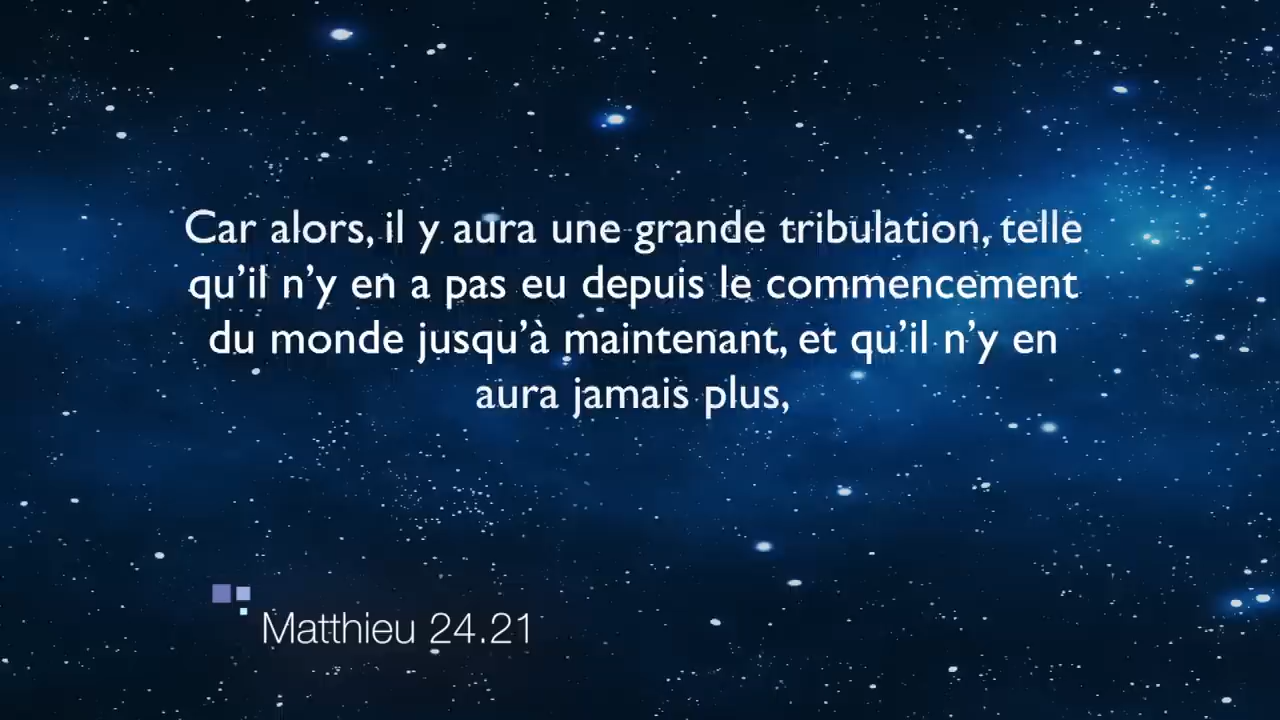 Car alors, il y aura une grande tribulation, telle
qu’il n’y en a pas eu depuis le commencement
du monde jusqu’à maintenant, et qu’il n’y en
aura jamais plus,
Matthieu 24.21